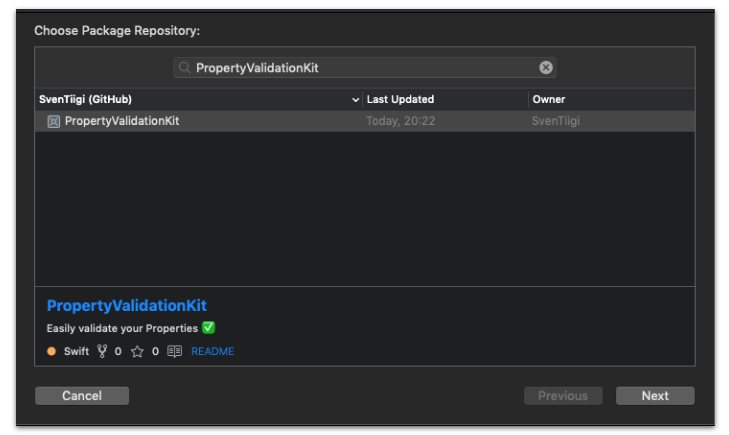 Choose Package Repository:
PropertyValidationKit
SvenTiigi (GitHub) Last Updated Owner
PropertyValidationKit Today, 20:22 SvenTiigi
PropertyValidationKit
Easily validate your Properties ✅
Swift 0 0 README
Cancel Previous Next